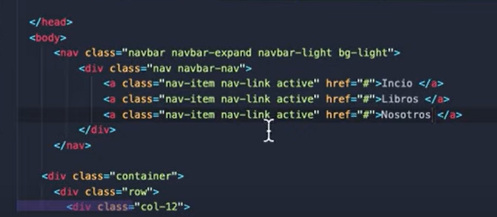 </head>
<body>
<nav class="navbar navbar-expand navbar-light bg-light">
<div class="nav navbar-nav">
<a class="nav-item nav-link active" href="#">Incio </a>
<a class="nav-item nav-link active" href="#">Libros </a>
<a class="nav-item nav-link active" href="#">Nosotros </a>
</div>
</nav>
<div class="container">
<div class="row">
<div class="col-12">